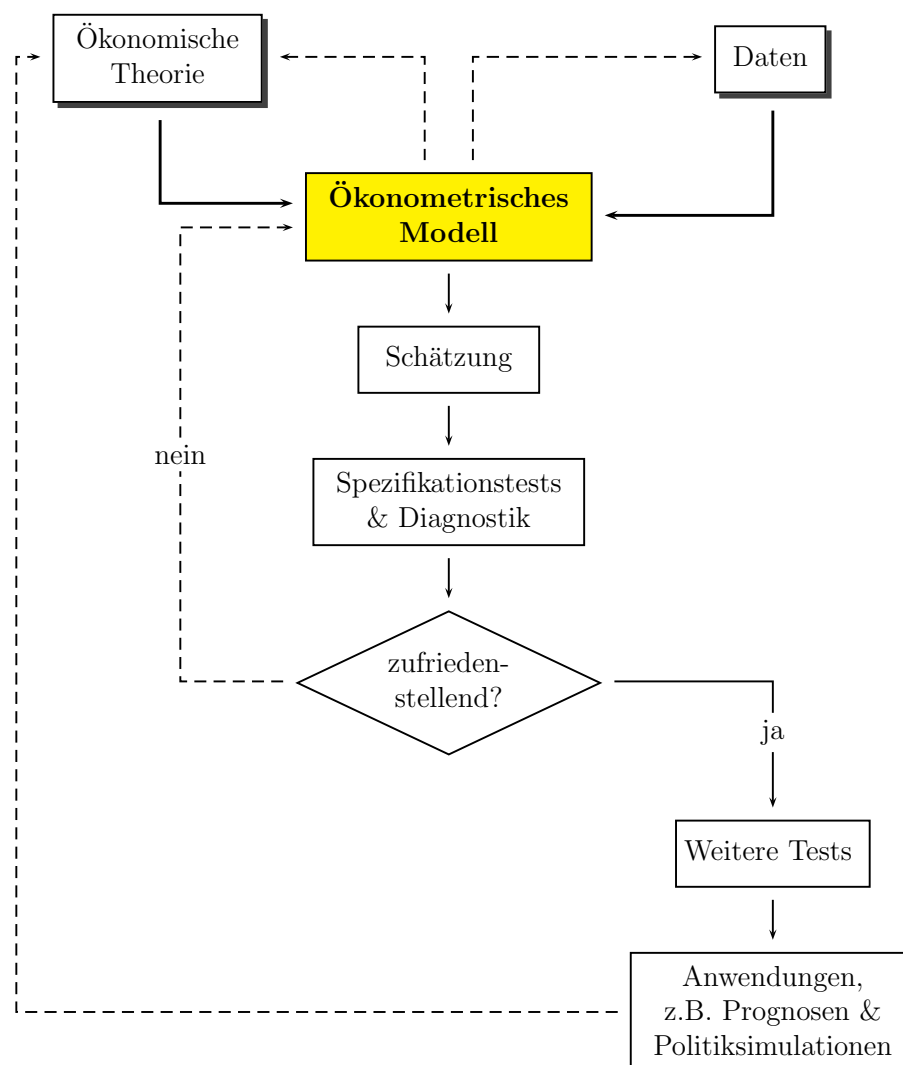 Ökonomische
Theorie
Daten
Ökonometrisches
Modell
Schätzung
nein
Spezifikationstests
& Diagnostik
zufrieden-
stellend?
ja
Weitere Tests
Anwendungen,
z.B. Prognosen &
Politiksimulationen